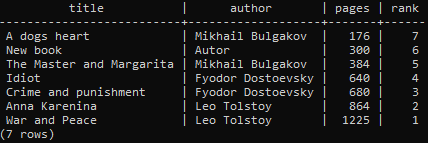 title | author | pages | rank
--------------------------+-------------------+-------+------
A dogs heart | Mikhail Bulgakov | 176 | 7
New book | Autor | 300 | 6
The Master and Margarita | Mikhail Bulgakov | 384 | 5
Idiot | Fyodor Dostoevsky | 640 | 4
Crime and punishment | Fyodor Dostoevsky | 680 | 3
Anna Karenina | Leo Tolstoy | 864 | 2
War and Peace | Leo Tolstoy | 1225 | 1
(7 rows)